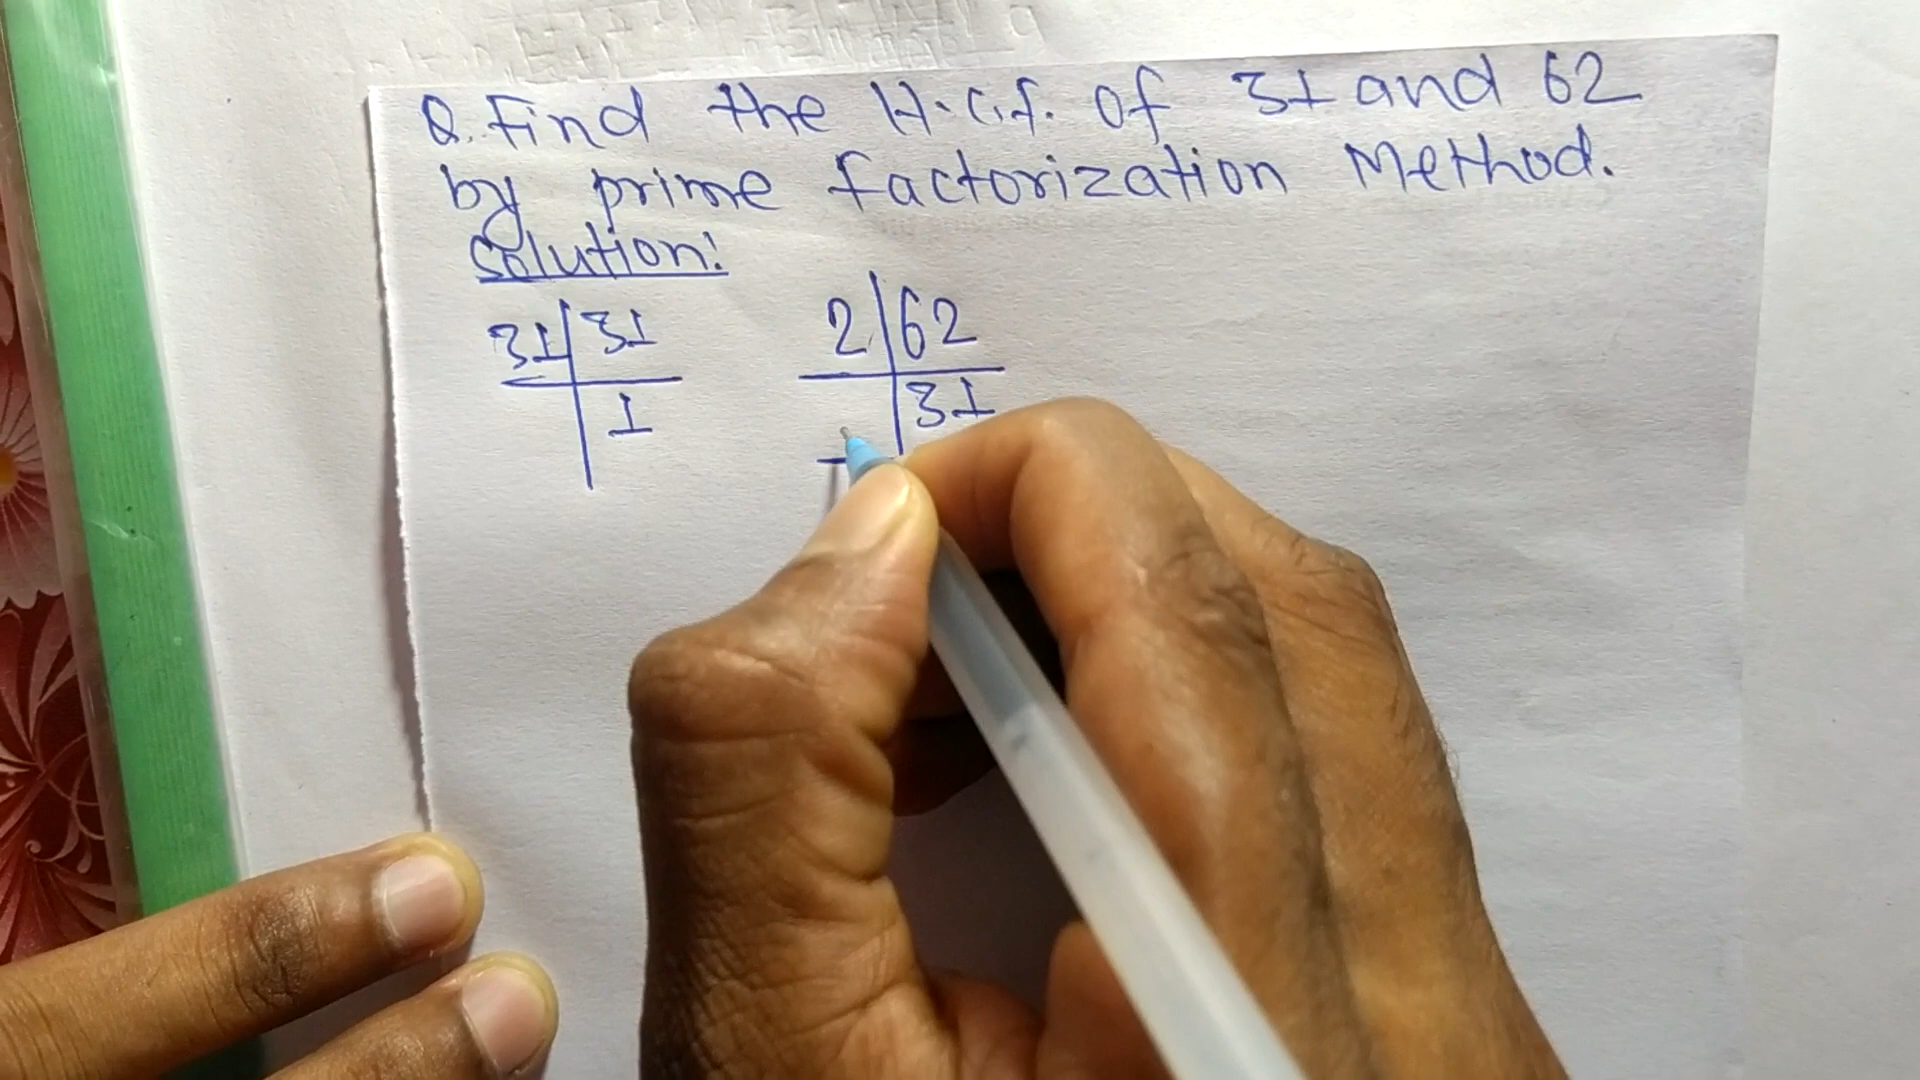 Q. Find the H.C.f. of 31 and 62
by prime factorization Method.
Solution:
31 31 2 62
1 31